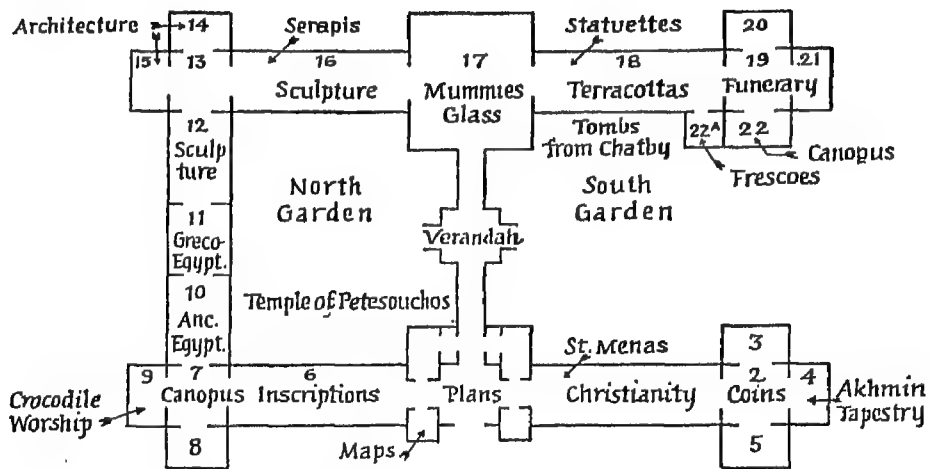 Architecture
14
Serapis
Statuettes
20
15
13
16
17
18
19
21
Sculpture
Mummies
Glass
Terracottas
Funerary
12
Sculp
ture
Tombs
from Chatby
22A
22
Canopus
Frescoes
North
Garden
South
Garden
11
Greco-
Egypt.
Verandah
10
Anc.
Egypt.
Temple of Petesouchos
St. Menas
3
9
7
6
2
4
Crocodile
Worship
Canopus
Inscriptions
Plans
Christianity
Coins
Akhmin
Tapestry
8
Maps
5